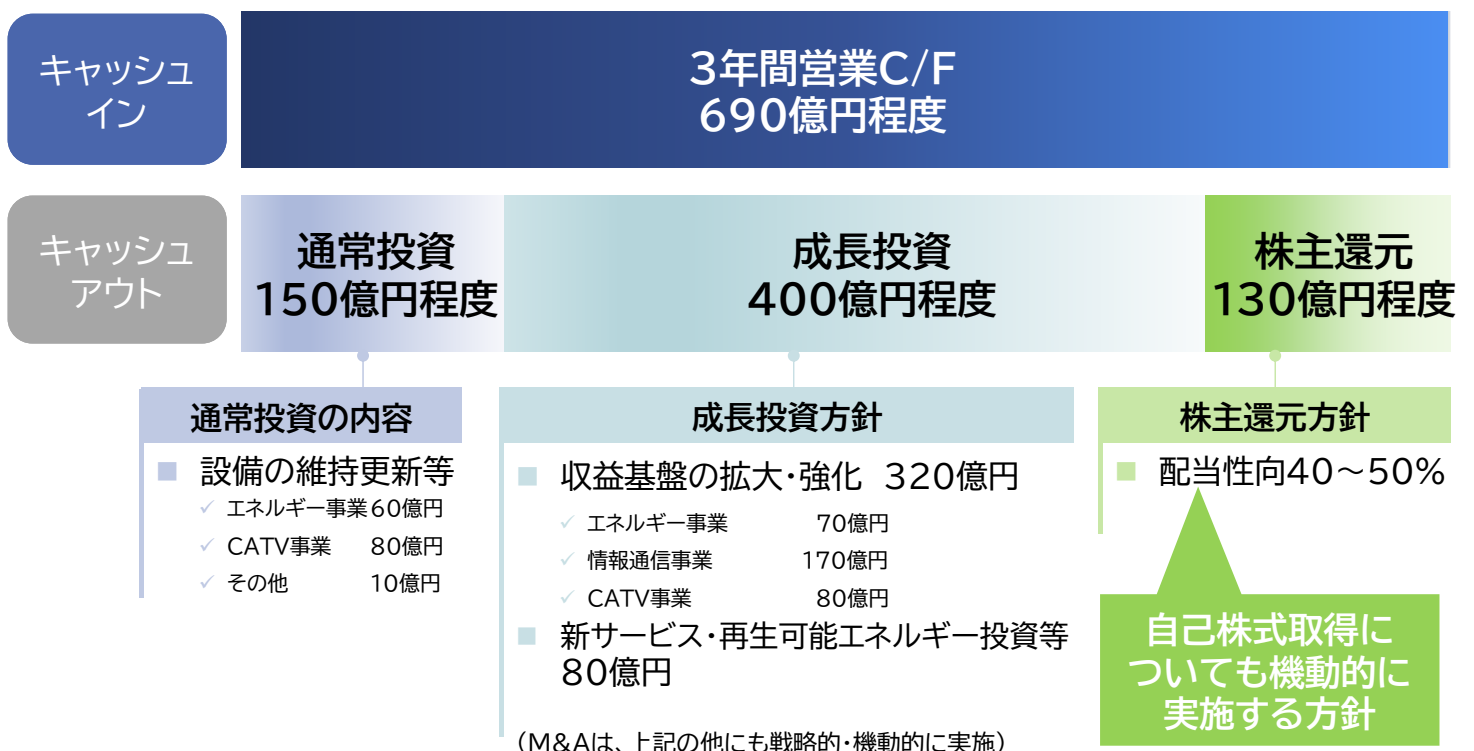 キャッシュ
イン
3年間営業C/F
690億円程度
キャッシュ
アウト
通常投資
150億円程度
成長投資
400億円程度
株主還元
130億円程度
通常投資の内容
■ 設備の維持更新等
✓ エネルギー事業60億円
✓ CATV事業 80億円
✓ その他 10億円
成長投資方針
■ 収益基盤の拡大・強化 320億円
✓ エネルギー事業 70億円
✓ 情報通信事業 170億円
✓ CATV事業 80億円
■ 新サービス・再生可能エネルギー投資等
80億円
(M&Aは、上記の他にも戦略的・機動的に実施)
株主還元方針
■ 配当性向40~50%
自己株式取得に
ついても機動的に
実施する方針